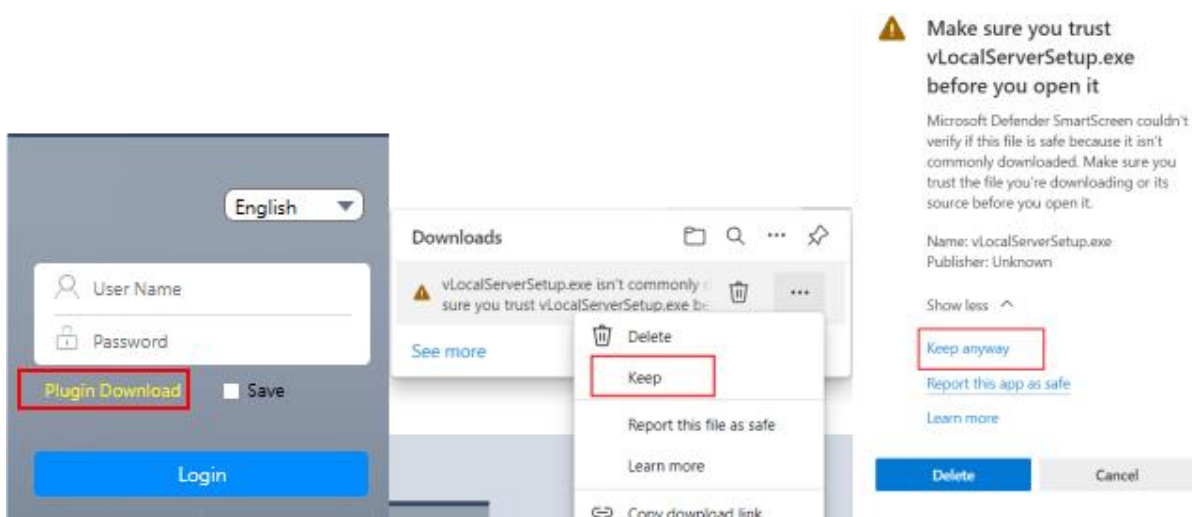 English
User Name
Password
Plugin Download
Save
Login
Downloads
vLocalServerSetup.exe isn't commonly
sure you trust vLocalServerSetup.exe
See more
Delete
Keep
Report this file as safe
Learn more
Copy download link
Make sure you trust
vLocalServerSetup.exe
before you open it
Microsoft Defender SmartScreen couldn't
verify if this file is safe because it isn't
commonly downloaded. Make sure you
trust the file you're downloading or its
source before you open it.
Name: vLocalServerSetup.exe
Publisher: Unknown
Show less
Keep anyway
Report this app as safe
Learn more
Delete
Cancel